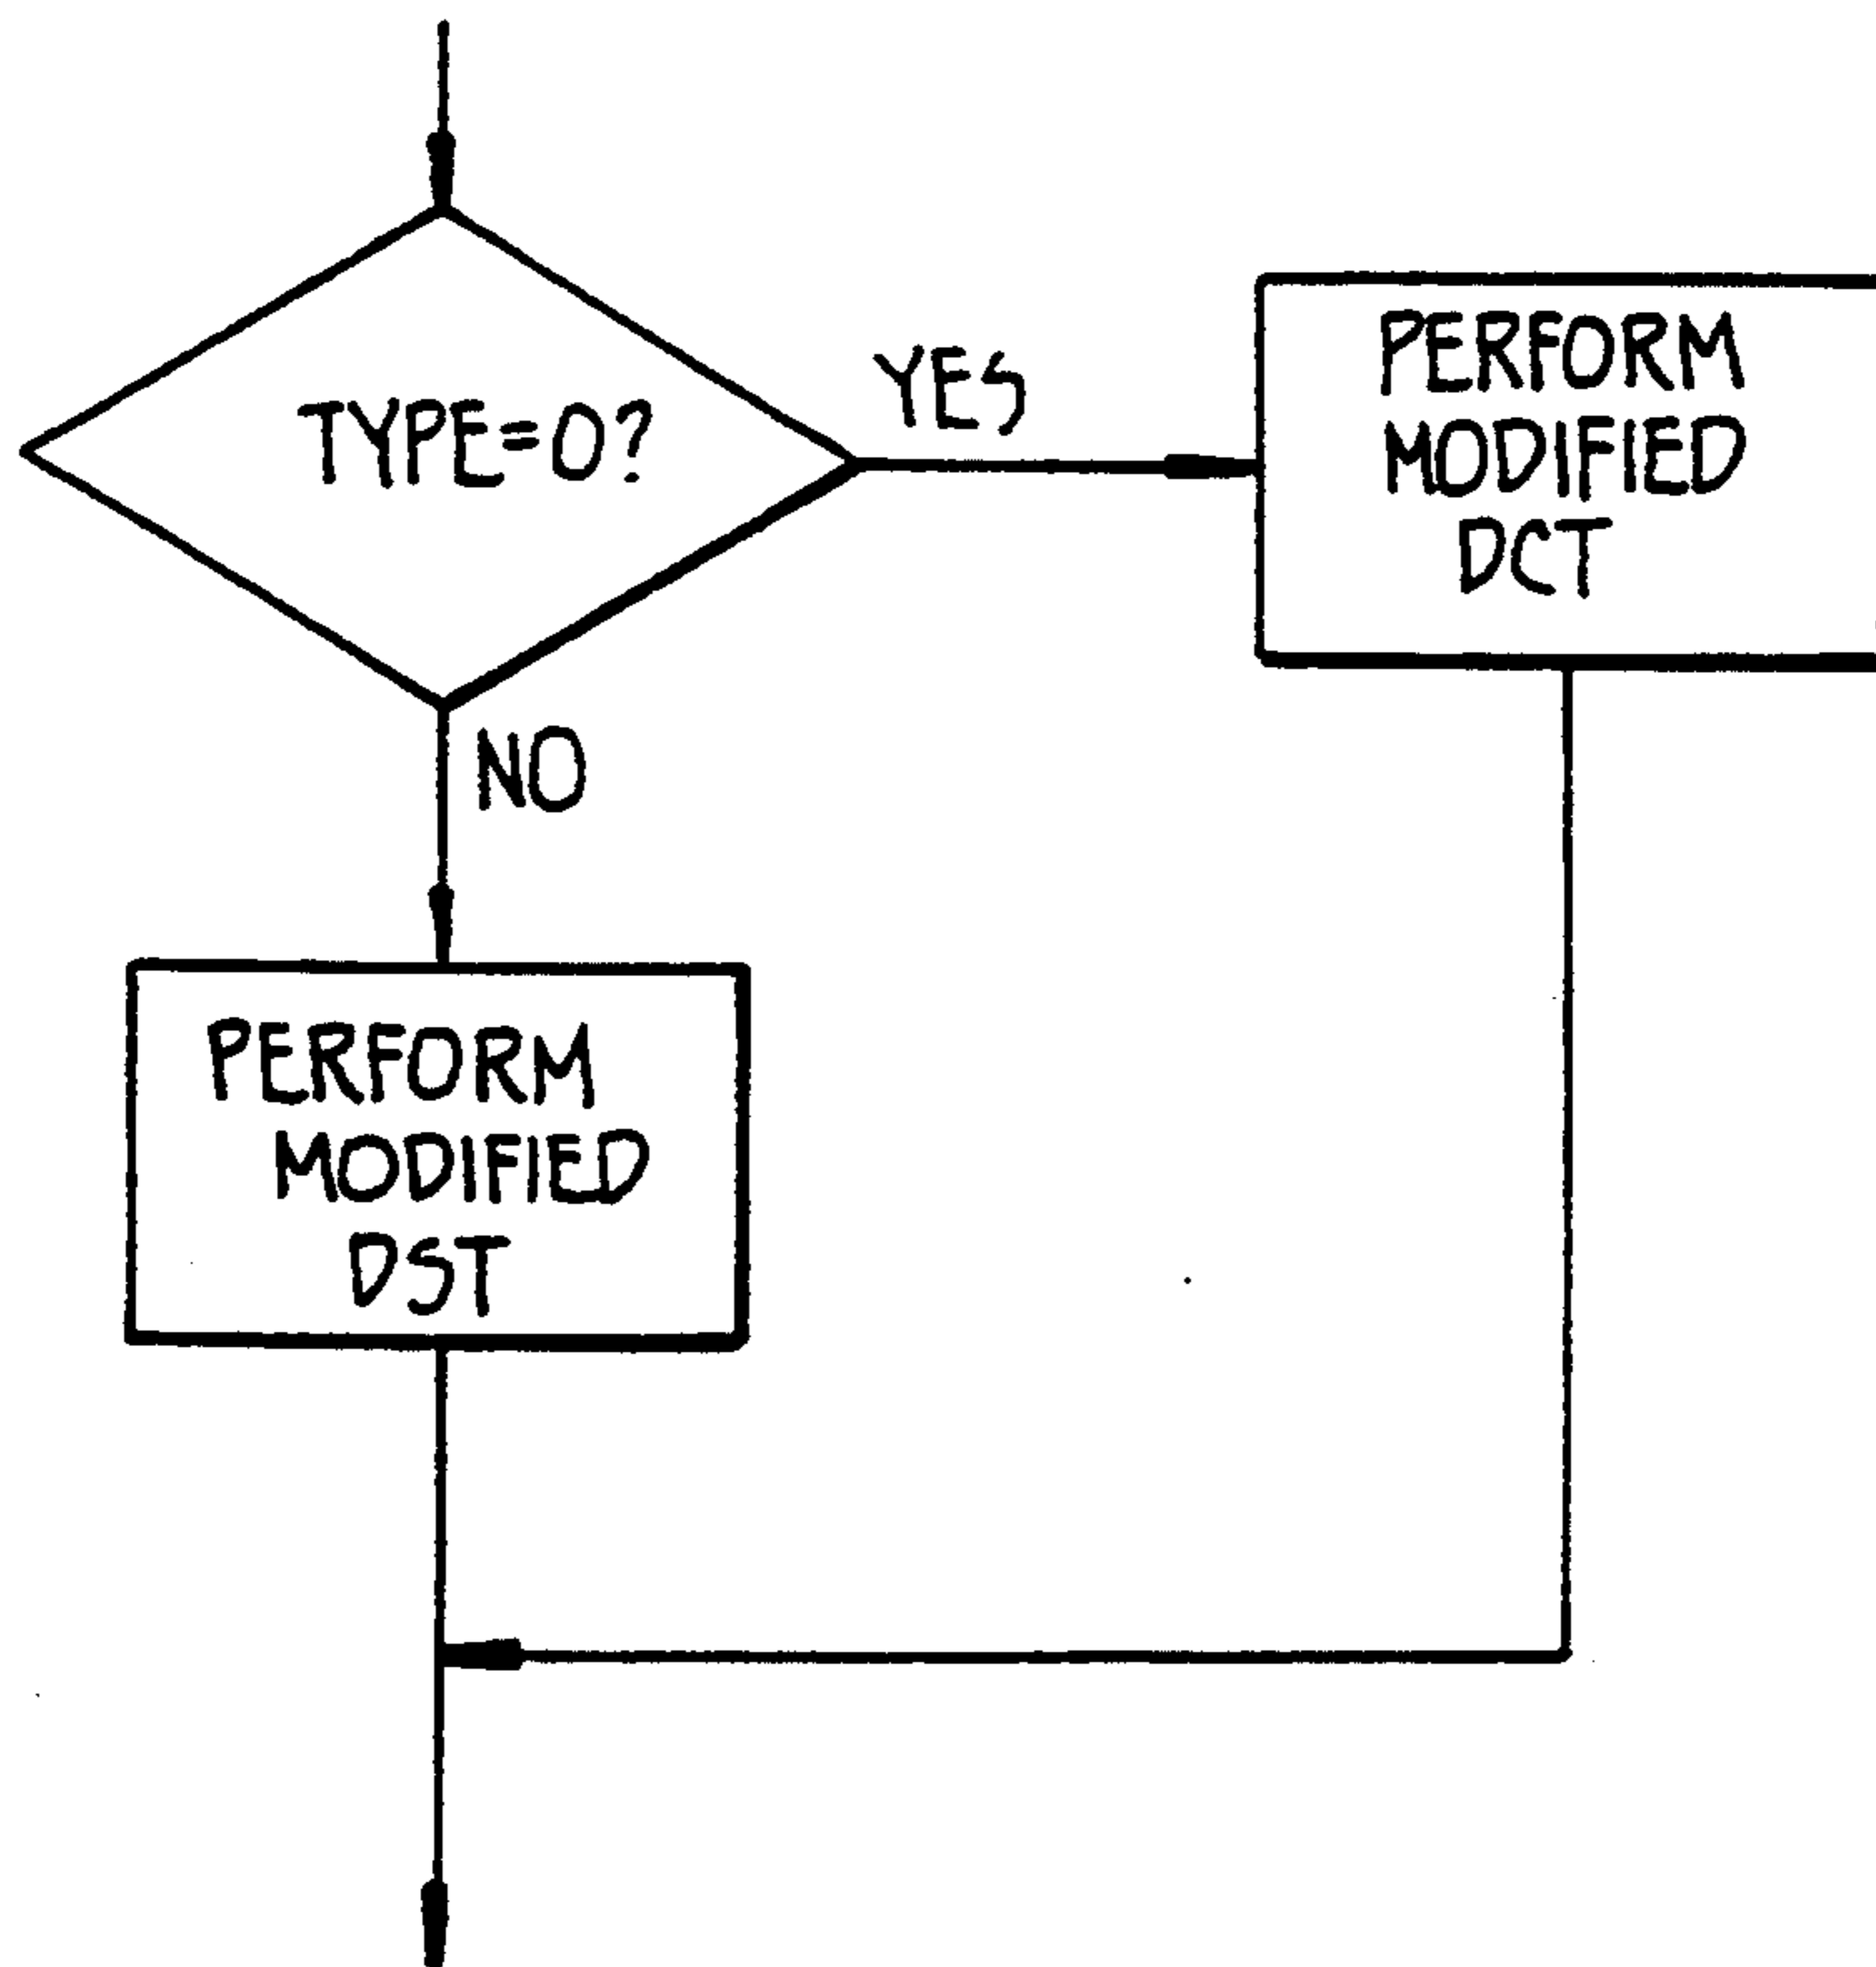 TYPE=0?
YES
PERFORM
MODIFIED
DCT
NO
PERFORM
MODIFIED
DST